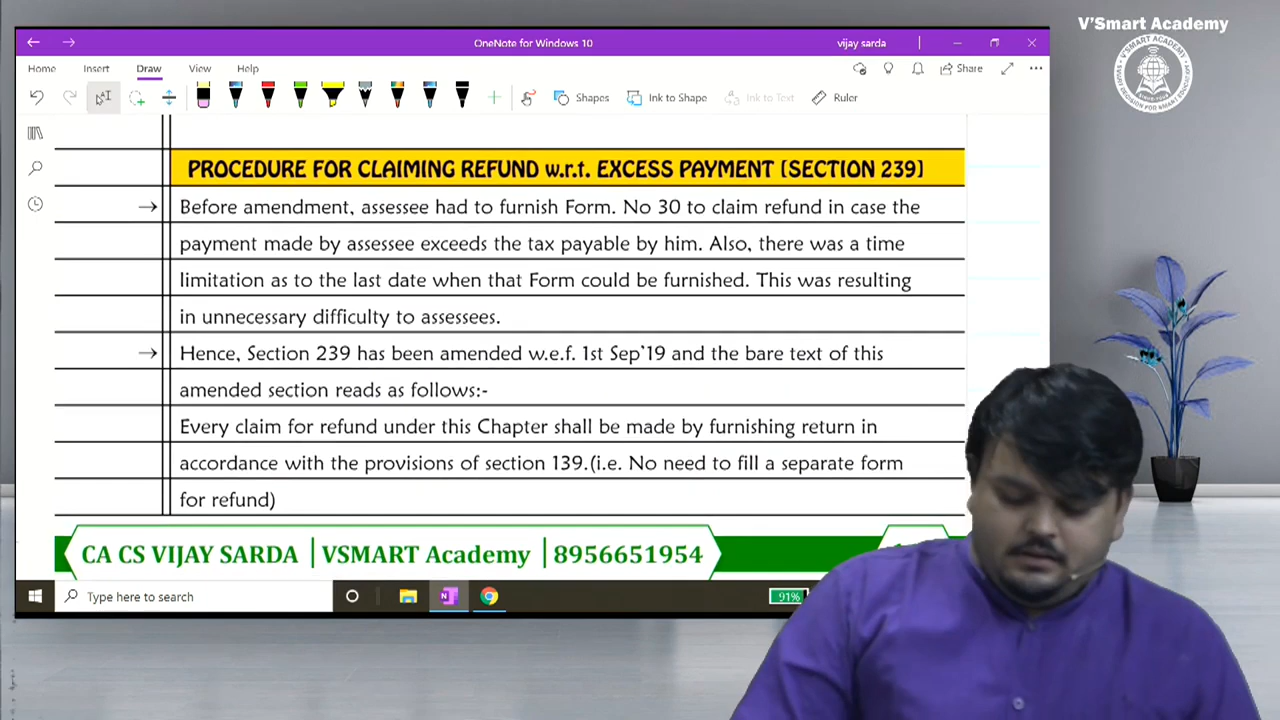 V'Smart Academy
OneNote for Windows 10
vijay sarda
Home Insert Draw View Help
Share
Shapes Ink to Shape Ink to Text Ruler
PROCEDURE FOR CLAIMING REFUND w.r.t. EXCESS PAYMENT [SECTION 239]
→ Before amendment, assessee had to furnish Form. No 30 to claim refund in case the
payment made by assessee exceeds the tax payable by him. Also, there was a time
limitation as to the last date when that Form could be furnished. This was resulting
in unnecessary difficulty to assessees.
→ Hence, Section 239 has been amended w.e.f. 1st Sep'19 and the bare text of this
amended section reads as follows:-
Every claim for refund under this Chapter shall be made by furnishing return in
accordance with the provisions of section 139.(i.e. No need to fill a separate form
for refund)
CA CS VIJAY SARDA | VSMART Academy | 8956651954
Type here to search
91%